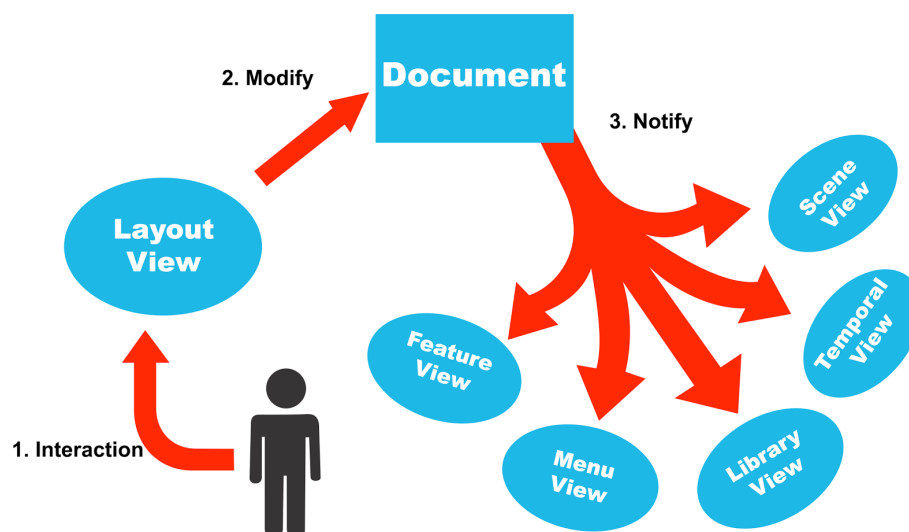 2. Modify
Document
3. Notify
Scene
View
Layout
View
Temporal
View
Feature
View
1. Interaction
Menu
View
Library
View